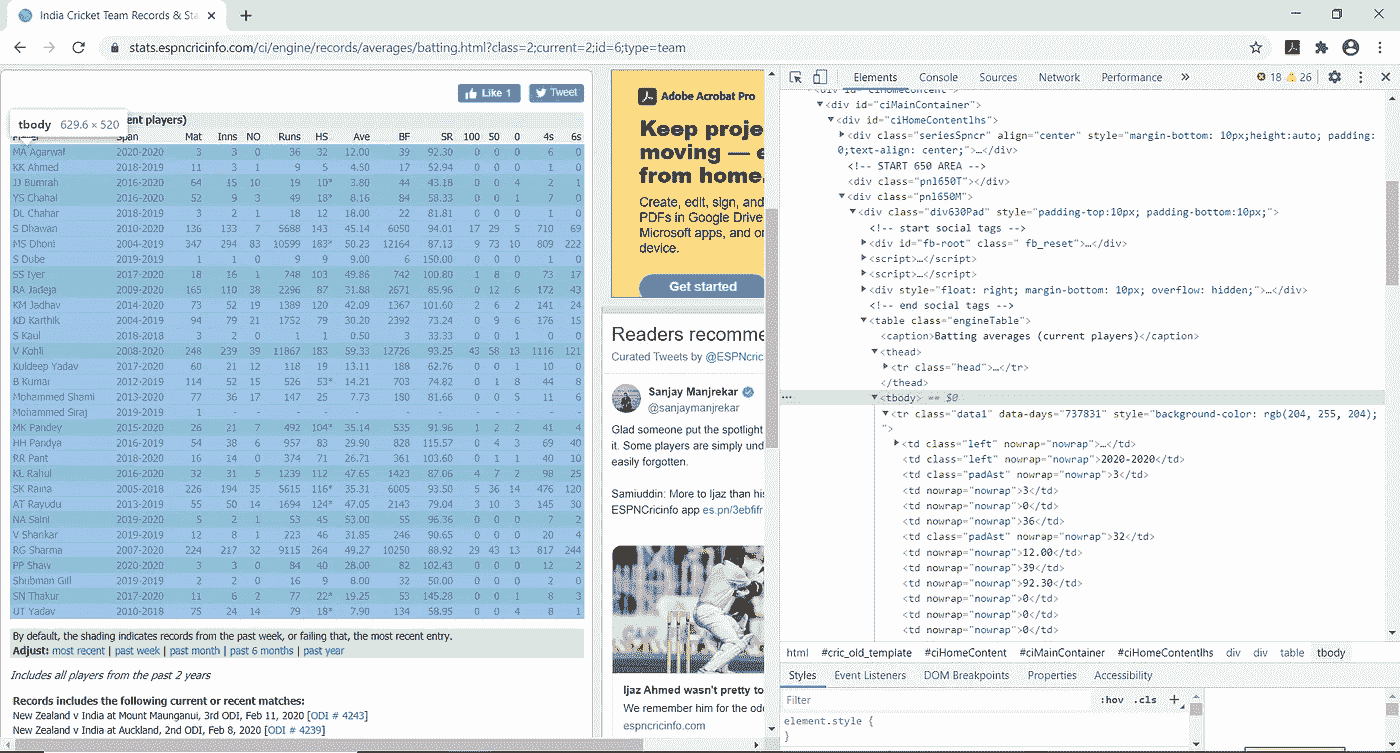 India Cricket Team Records & Sta
stats.espncricinfo.com/ci/engine/records/averages/batting.html?class=2;current=2;id=6;type=team
Like 1 Tweet
tbody 629.6 × 520
ent players)
Span Mat Inns NO Runs HS Ave BF SR 100 50 0 4s 6s
MA Agarwal 2020-2020 3 3 0 36 32 12.00 39 92.30 0 0 0 6 0
KK Ahmed 2018-2019 11 3 1 9 5 4.50 17 52.94 0 0 0 1 0
JJ Bumrah 2016-2020 64 15 10 19 10* 3.80 44 43.18 0 0 4 2 1
YS Chahal 2016-2020 52 9 3 49 18* 8.16 84 58.33 0 0 1 7 0
DL Chahar 2018-2019 3 2 1 18 12 18.00 22 81.81 0 0 0 1 1
S Dhawan 2010-2020 136 133 7 5688 143 45.14 6050 94.01 17 29 5 710 69
MS Dhoni 2004-2019 347 294 83 10599 183* 50.23 12164 87.13 9 73 10 809 222
S Dube 2019-2019 1 1 0 9 9 9.00 6 150.00 0 0 0 1 0
SS Iyer 2017-2020 18 16 1 748 103 49.86 742 100.80 1 8 0 73 17
RA Jadeja 2009-2020 165 110 38 2296 87 31.88 2671 85.96 0 12 6 172 43
KM Jadhav 2014-2020 73 52 19 1389 120 42.09 1367 101.60 2 6 2 141 24
KD Karthik 2004-2019 94 79 21 1752 79 30.20 2392 73.24 0 9 6 176 15
S Kaul 2018-2018 3 2 0 1 1 0.50 3 33.33 0 0 1 0 0
V Kohli 2008-2020 248 239 39 11867 183 59.33 12726 93.25 43 58 13 1116 121
Kuldeep Yadav 2017-2020 60 21 12 118 19 13.11 188 62.76 0 0 1 10 0
B Kumar 2012-2019 114 52 15 526 53* 14.21 703 74.82 0 1 8 44 8
Mohammed Shami 2013-2020 77 36 17 147 25 7.73 180 81.66 0 0 5 11 6
Mohammed Siraj 2019-2019 1 - - - - - - - - - - - -
MK Pandey 2015-2020 26 21 7 492 104* 35.14 535 91.96 1 2 2 41 4
HH Pandya 2016-2019 54 38 6 957 83 29.90 828 115.57 0 4 3 69 40
RR Pant 2018-2020 16 14 0 374 71 26.71 361 103.60 0 1 1 40 10
KL Rahul 2016-2020 32 31 5 1239 112 47.65 1423 87.06 4 7 2 98 25
SK Raina 2005-2018 226 194 35 5615 116* 35.31 6005 93.50 5 36 14 476 120
AT Rayudu 2013-2019 55 50 14 1694 124* 47.05 2143 79.04 3 10 3 145 30
NA Saini 2019-2020 5 2 1 53 45 53.00 55 96.36 0 0 0 7 2
V Shankar 2019-2019 12 8 1 223 46 31.85 246 90.65 0 0 0 20 4
RG Sharma 2007-2020 224 217 32 9115 264 49.27 10250 88.92 29 43 13 817 244
PP Shaw 2020-2020 3 3 0 84 40 28.00 82 102.43 0 0 0 12 2
Shubman Gill 2019-2019 2 2 0 16 9 8.00 32 50.00 0 0 0 2 0
SN Thakur 2017-2020 11 6 2 77 22* 19.25 53 145.28 0 0 1 8 3
UT Yadav 2010-2018 75 24 14 79 18* 7.90 134 58.95 0 0 4 8 1
By default, the shading indicates records from the past week, or failing that, the most recent entry.
Adjust: most recent | past week | past month | past 6 months | past year
Includes all players from the past 2 years
Records includes the following current or recent matches:
New Zealand v India at Mount Maunganui, 3rd ODI, Feb 11, 2020 [ODI # 4243]
New Zealand v India at Auckland, 2nd ODI, Feb 8, 2020 [ODI # 4239]
Adobe Acrobat Pro
Keep proje
moving — e
from home.
Create, edit, sign, and
PDFs in Google Drive
Microsoft apps, and on
device.
Get started
Readers recomme
Curated Tweets by @ESPNcric
Sanjay Manjrekar
@sanjaymanjrekar
Glad someone put the spotlight
it. Some players are simply und
easily forgotten.
Samiuddin: More to Ijaz than his
ESPNcricinfo app es.pn/3ebfifr
Ijaz Ahmed wasn't pretty to
We remember him for the odd
espncricinfo.com
Elements Console Sources Network Performance » 18 26
<div id="ciHomeContent">
<div id="ciMainContainer">
<div id="ciHomeContentlhs">
<div class="seriesSpncr" align="center" style="margin-bottom: 10px;height:auto; padding:
0;text-align: center;">…</div>
<!-- START 650 AREA -->
<div class="pnl650T"></div>
<div class="pnl650M">
<div class="div630Pad" style="padding-top:10px; padding-bottom:10px;">
<!-- start social tags -->
<div id="fb-root" class=" fb_reset">…</div>
<script>…</script>
<script>…</script>
<div style="float: right; margin-bottom: 10px; overflow: hidden;">…</div>
<!-- end social tags -->
<table class="engineTable">
<caption>Batting averages (current players)</caption>
<thead>
<tr class="head">…</tr>
</thead>
<tbody> == $0
<tr class="data1" data-days="737831" style="background-color: rgb(204, 255, 204);
">
<td class="left" nowrap="nowrap">…</td>
<td class="left" nowrap="nowrap">2020-2020</td>
<td class="padAst" nowrap="nowrap">3</td>
<td nowrap="nowrap">3</td>
<td nowrap="nowrap">0</td>
<td nowrap="nowrap">36</td>
<td class="padAst" nowrap="nowrap">32</td>
<td nowrap="nowrap">12.00</td>
<td nowrap="nowrap">39</td>
<td nowrap="nowrap">92.30</td>
<td nowrap="nowrap">0</td>
<td nowrap="nowrap">0</td>
<td nowrap="nowrap">0</td>
html #cric_old_template #ciHomeContent #ciMainContainer #ciHomeContentlhs div div table tbody
Styles Event Listeners DOM Breakpoints Properties Accessibility
Filter :hov .cls +
element.style {
}